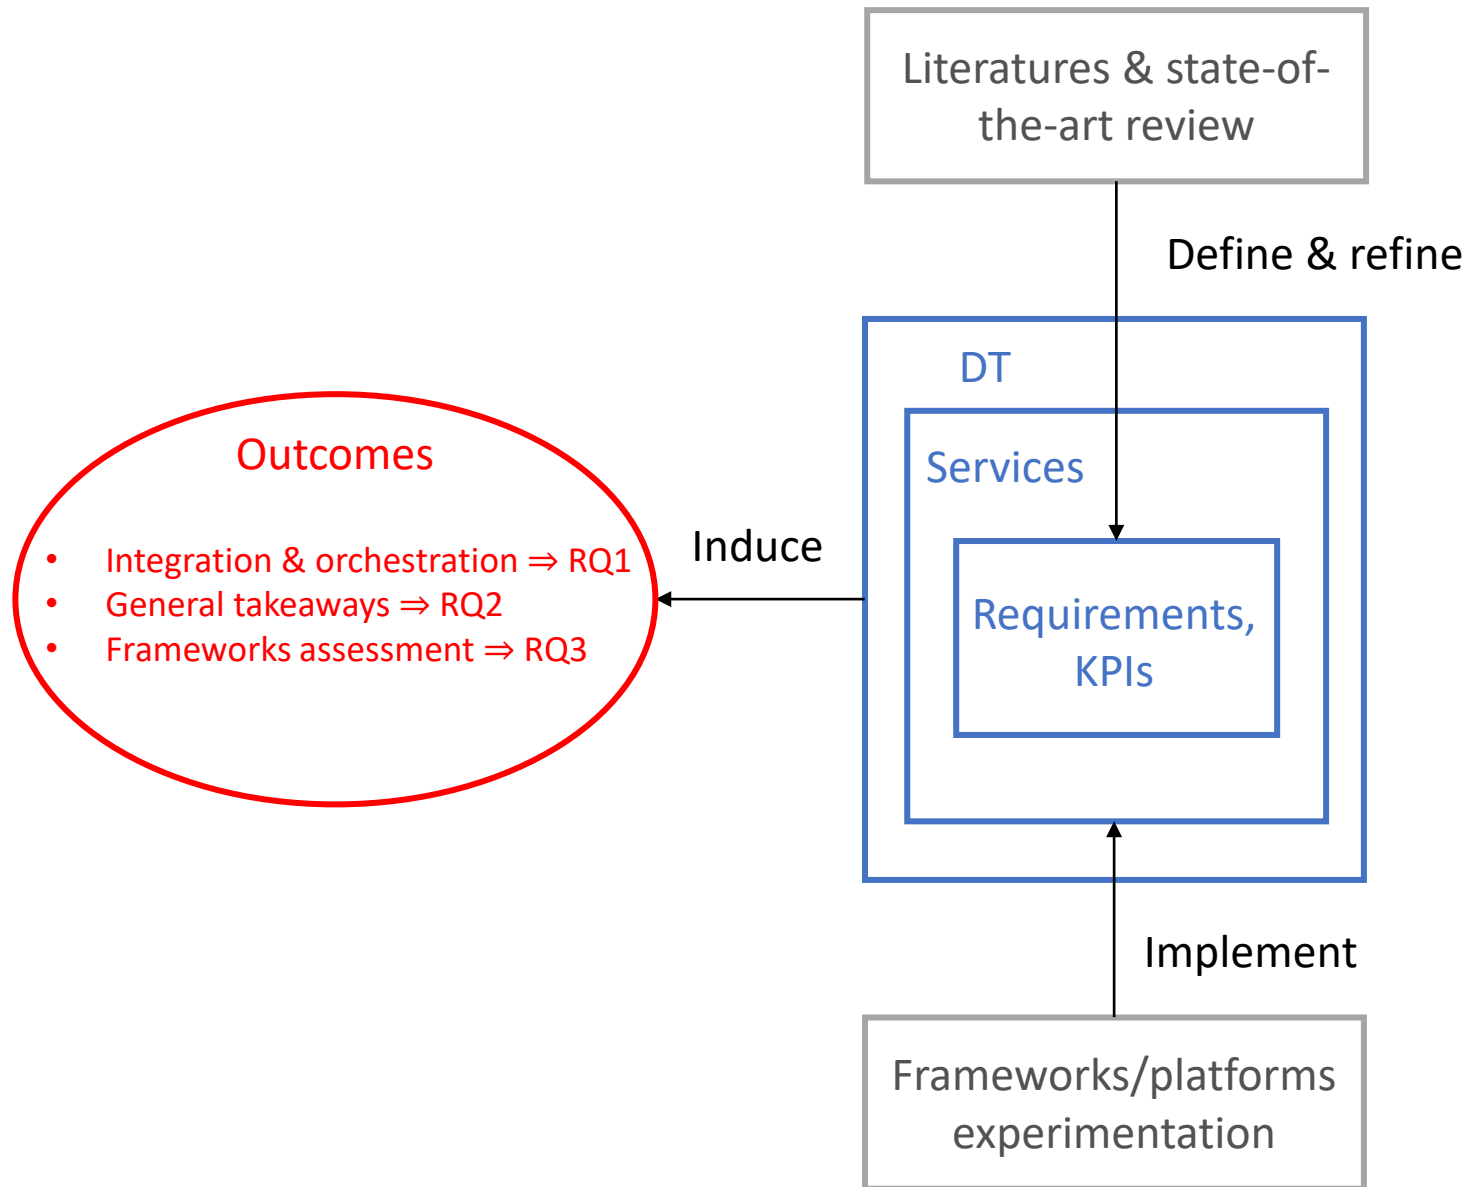 Literatures & state-of-
the-art review
Define & refine
DT
Services
Requirements,
KPIs
Induce
Outcomes
• Integration & orchestration ⇒ RQ1
• General takeaways ⇒ RQ2
• Frameworks assessment ⇒ RQ3
Implement
Frameworks/platforms
experimentation